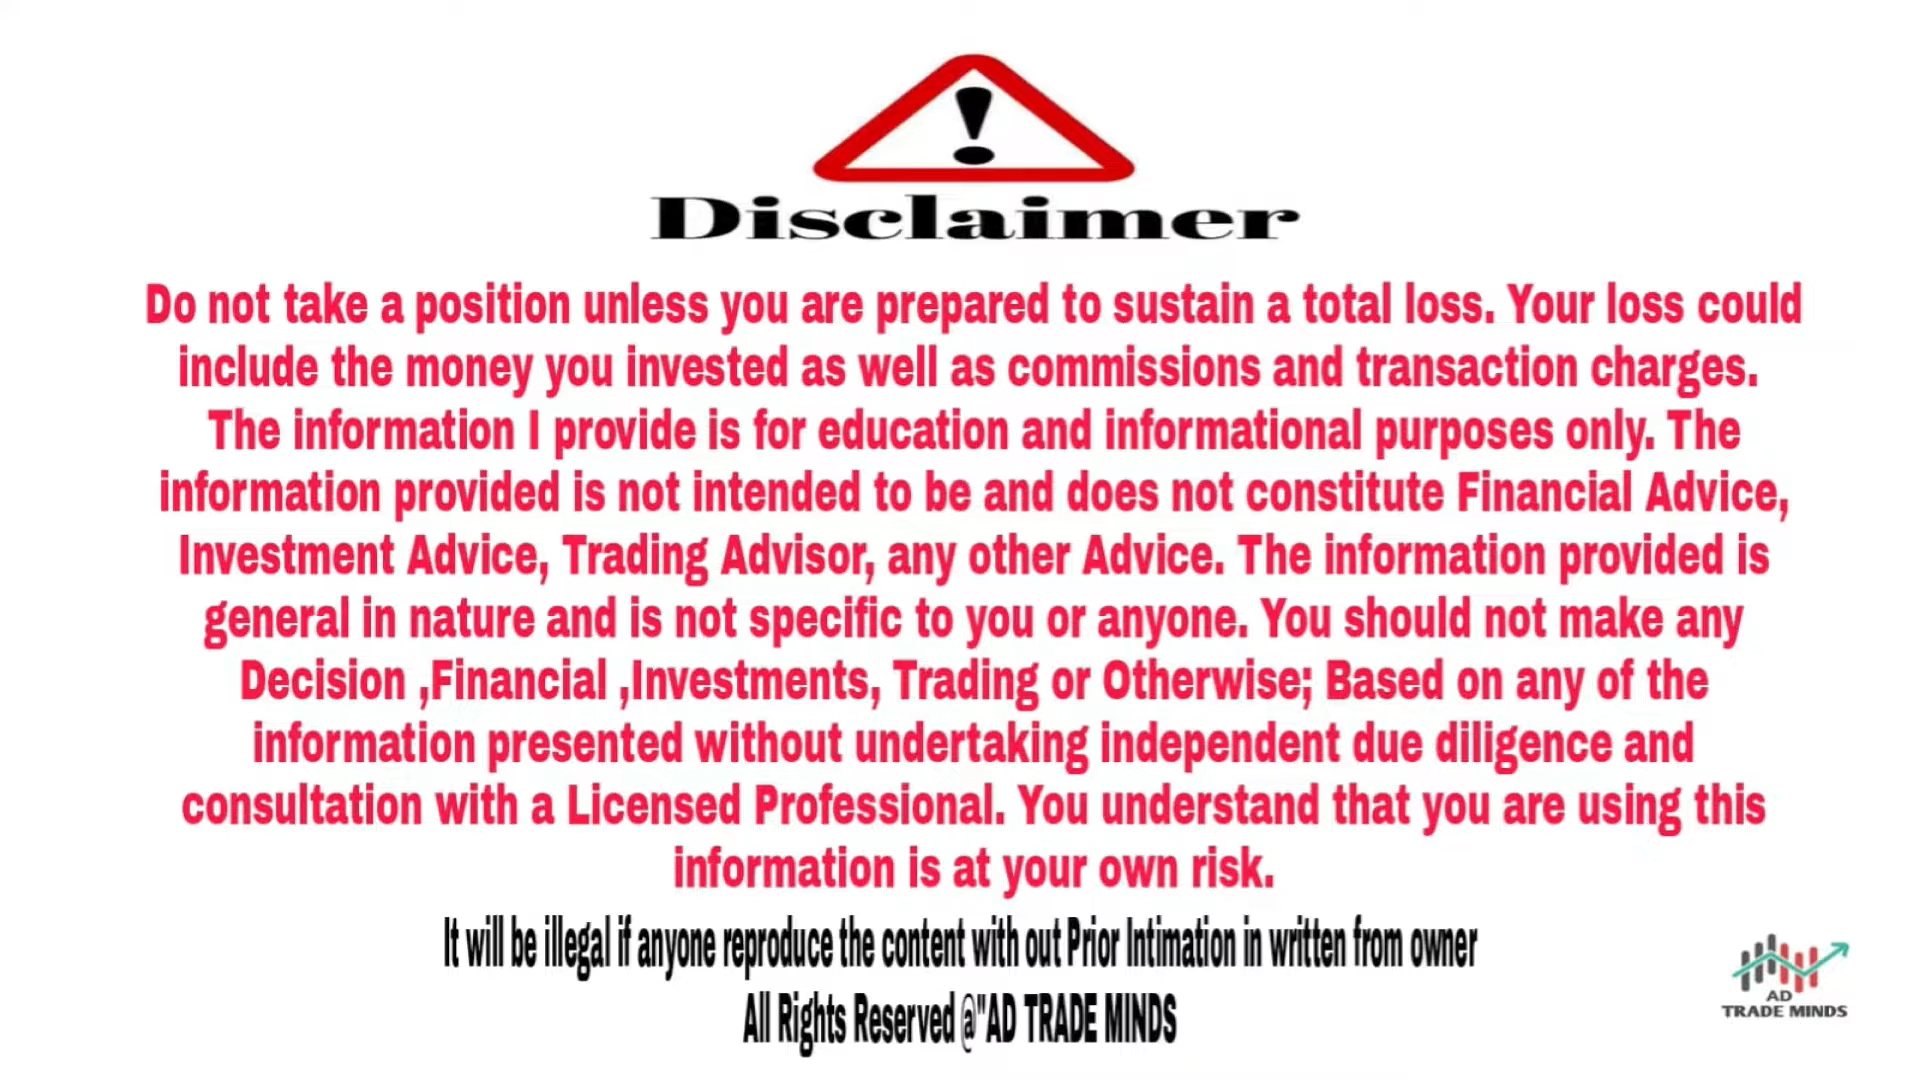 Disclaimer
Do not take a position unless you are prepared to sustain a total loss. Your loss could
include the money you invested as well as commissions and transaction charges.
The information I provide is for education and informational purposes only. The
information provided is not intended to be and does not constitute Financial Advice,
Investment Advice, Trading Advisor, any other Advice. The information provided is
general in nature and is not specific to you or anyone. You should not make any
Decision ,Financial ,Investments, Trading or Otherwise; Based on any of the
information presented without undertaking independent due diligence and
consultation with a Licensed Professional. You understand that you are using this
information is at your own risk.
It will be illegal if anyone reproduce the content with out Prior Intimation in written from owner
All Rights Reserved @"AD TRADE MINDS
AD
TRADE MINDS